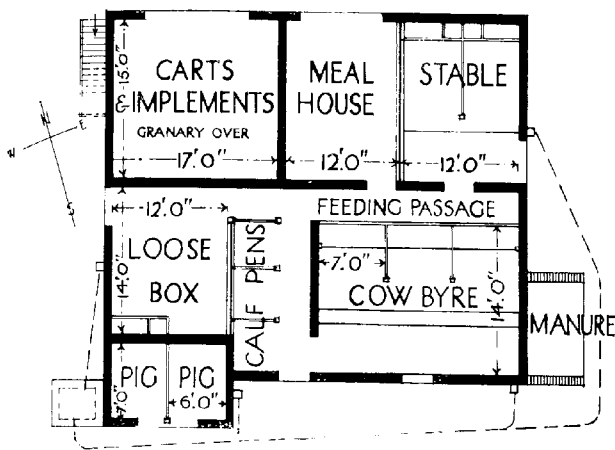 15'.0"
CARTS
& IMPLEMENTS
GRANARY OVER
17'.0"
MEAL
HOUSE
12'.0"
STABLE
12'.0"
N
E
W
S
12'.0"
LOOSE
BOX
14'.0"
CALF PENS
FEEDING PASSAGE
7'.0"
COW BYRE
14'.0"
MANURE
PIG
PIG
7'.0"
6'.0"